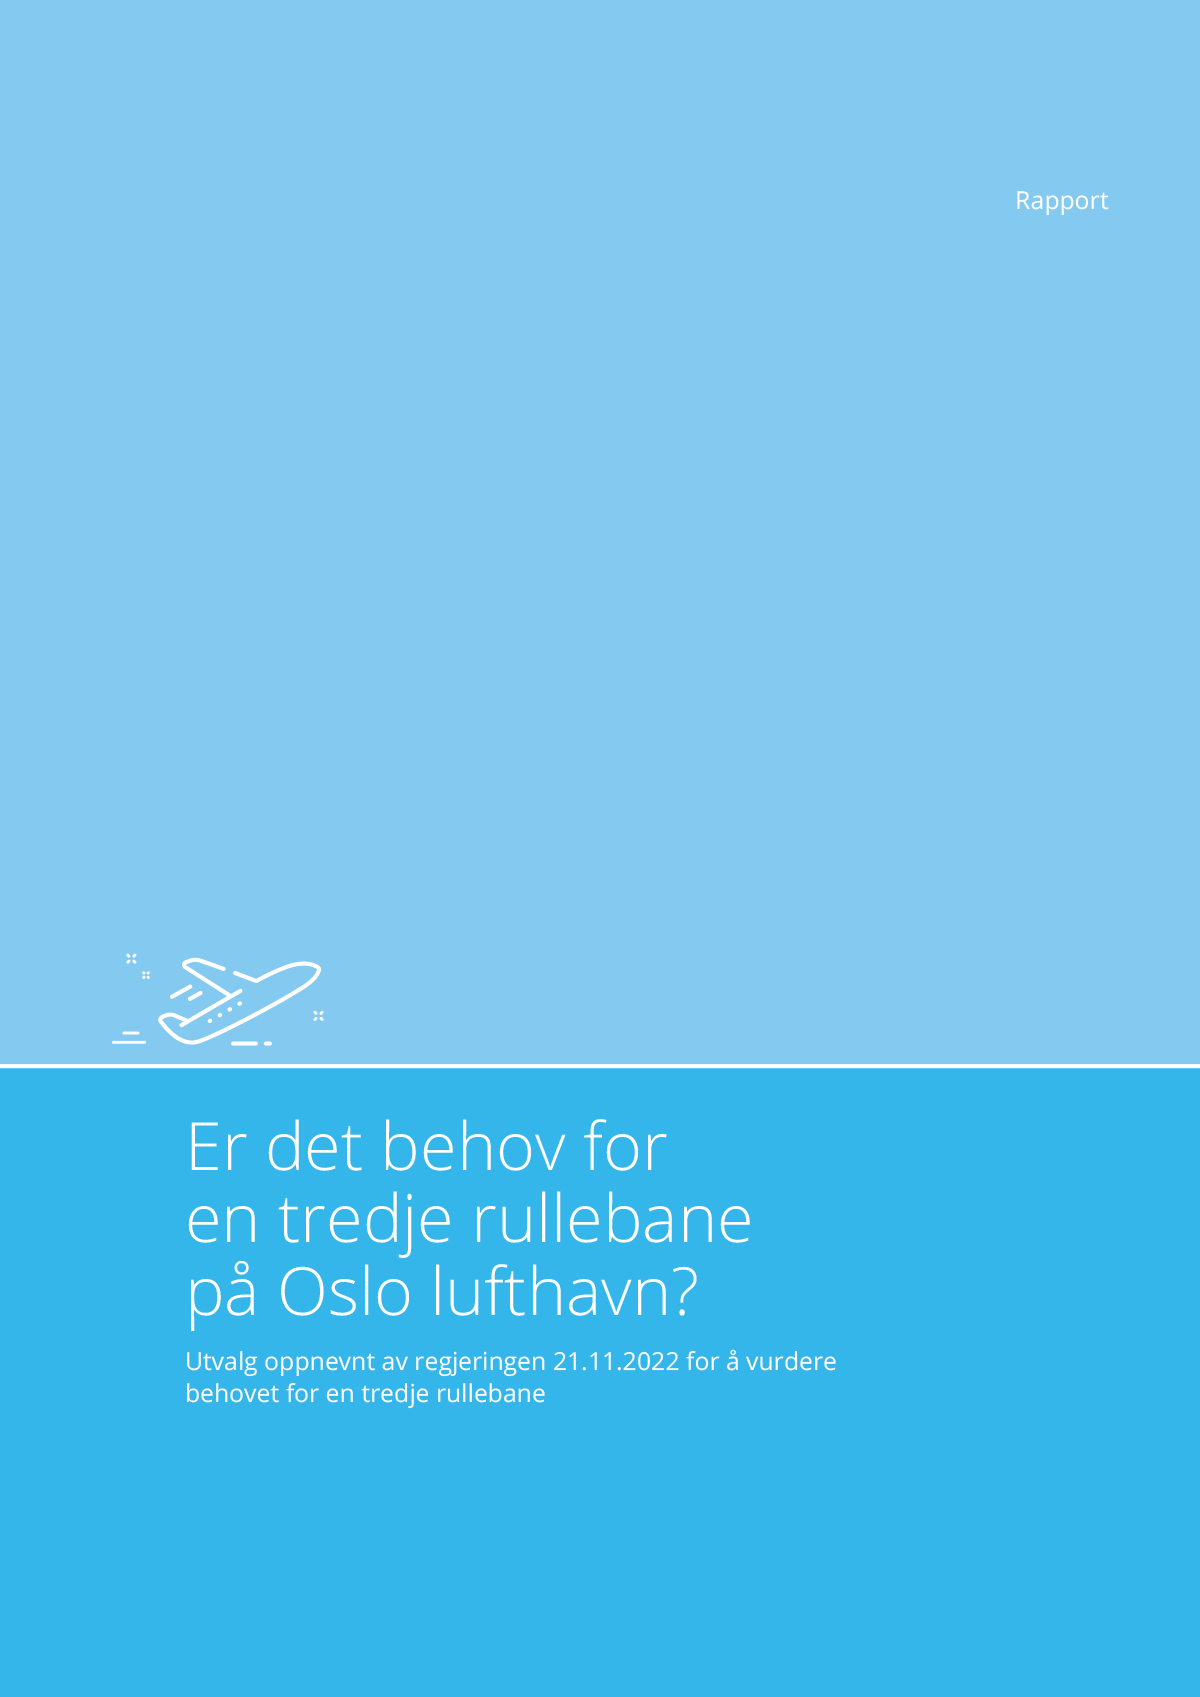 Rapport
Er det behov for
en tredje rullebane
på Oslo lufthavn?
Utvalg oppnevnt av regjeringen 21.11.2022 for å vurdere
behovet for en tredje rullebane